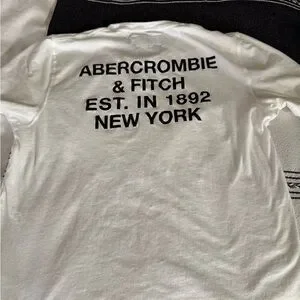 ABERCROMBIE
& FITCH
EST. IN 1892
NEW YORK